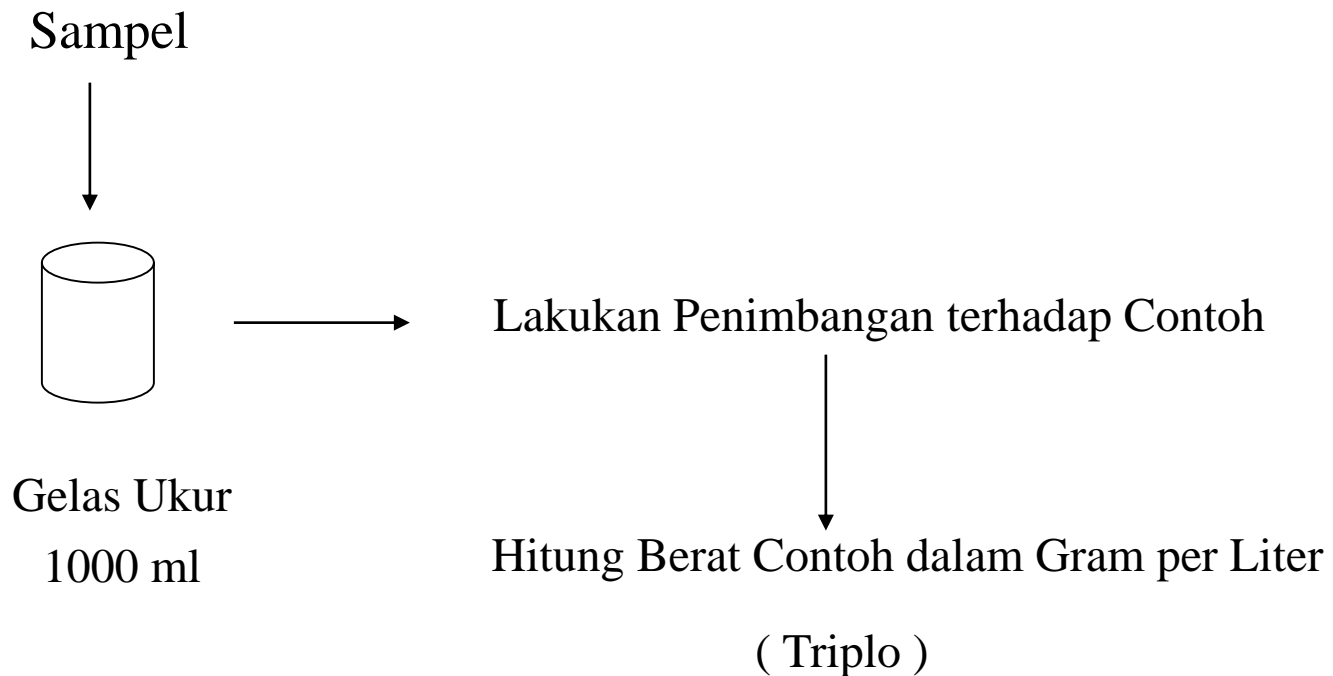 Sampel
Lakukan Penimbangan terhadap Contoh
Gelas Ukur
1000 ml
Hitung Berat Contoh dalam Gram per Liter
( Triplo )